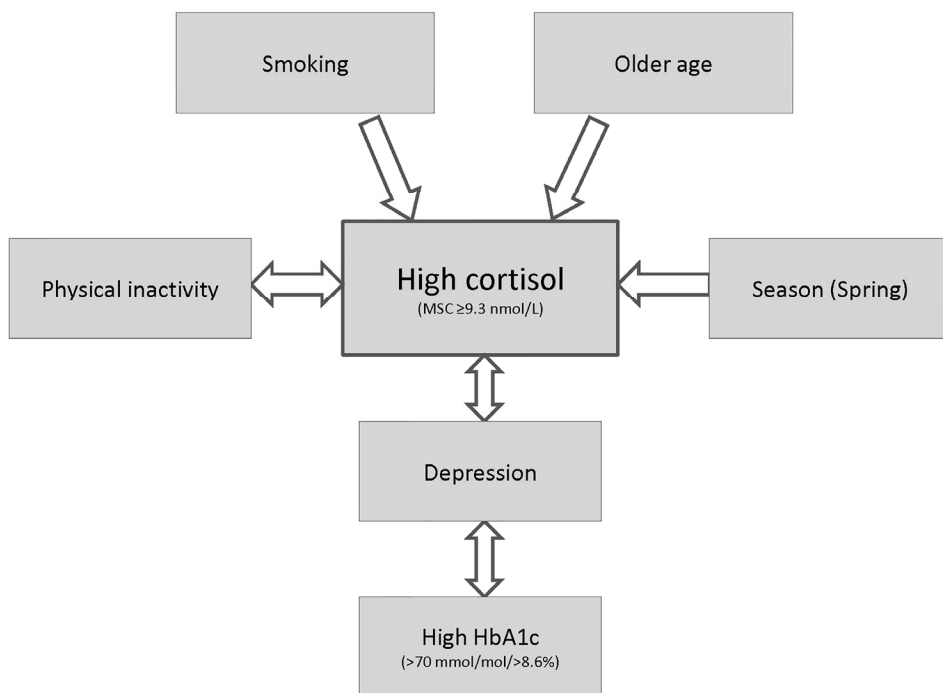 Smoking
Older age
Physical inactivity
High cortisol
(MSC ≥9.3 nmol/L)
Season (Spring)
Depression
High HbA1c
(>70 mmol/mol/>8.6%)